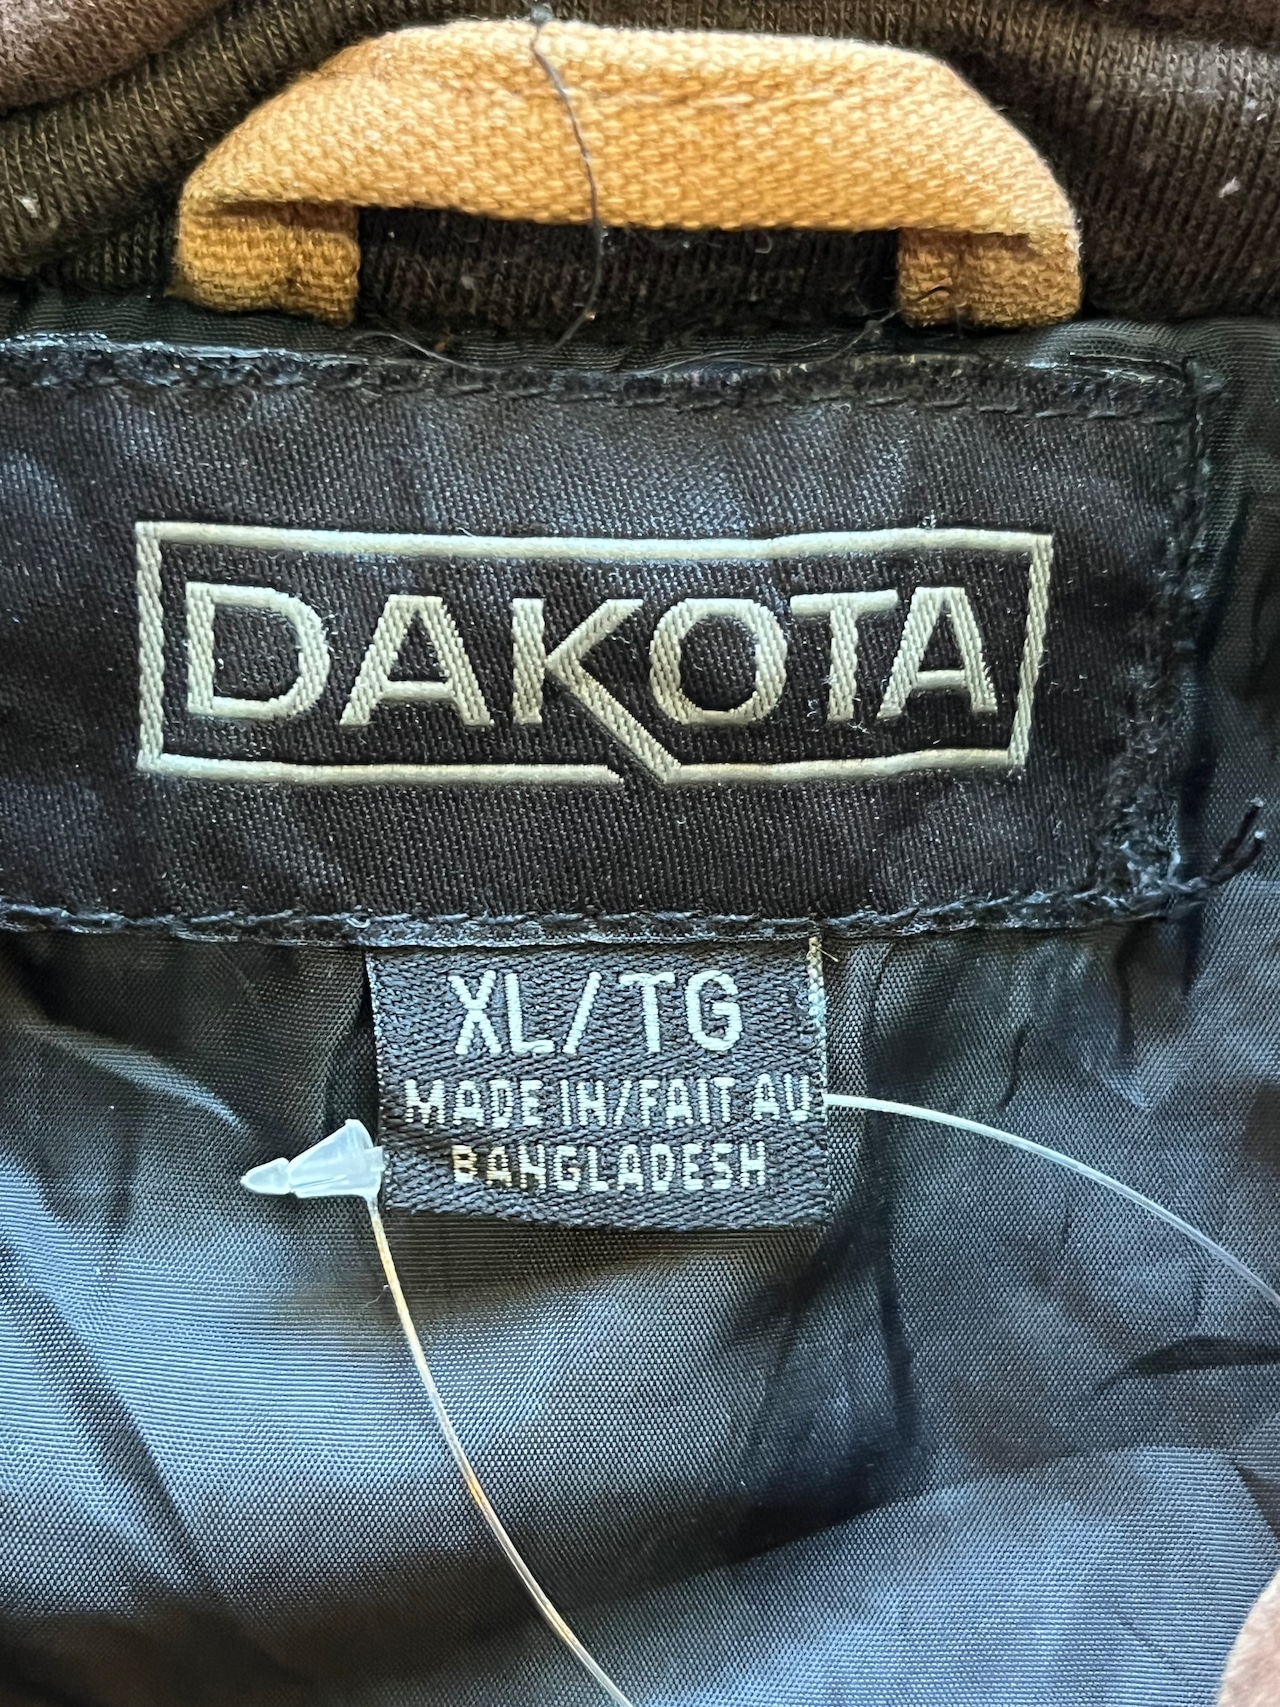 DAKOTA
XL/TG
MADE IN/FAIT AU
BANGLADESH